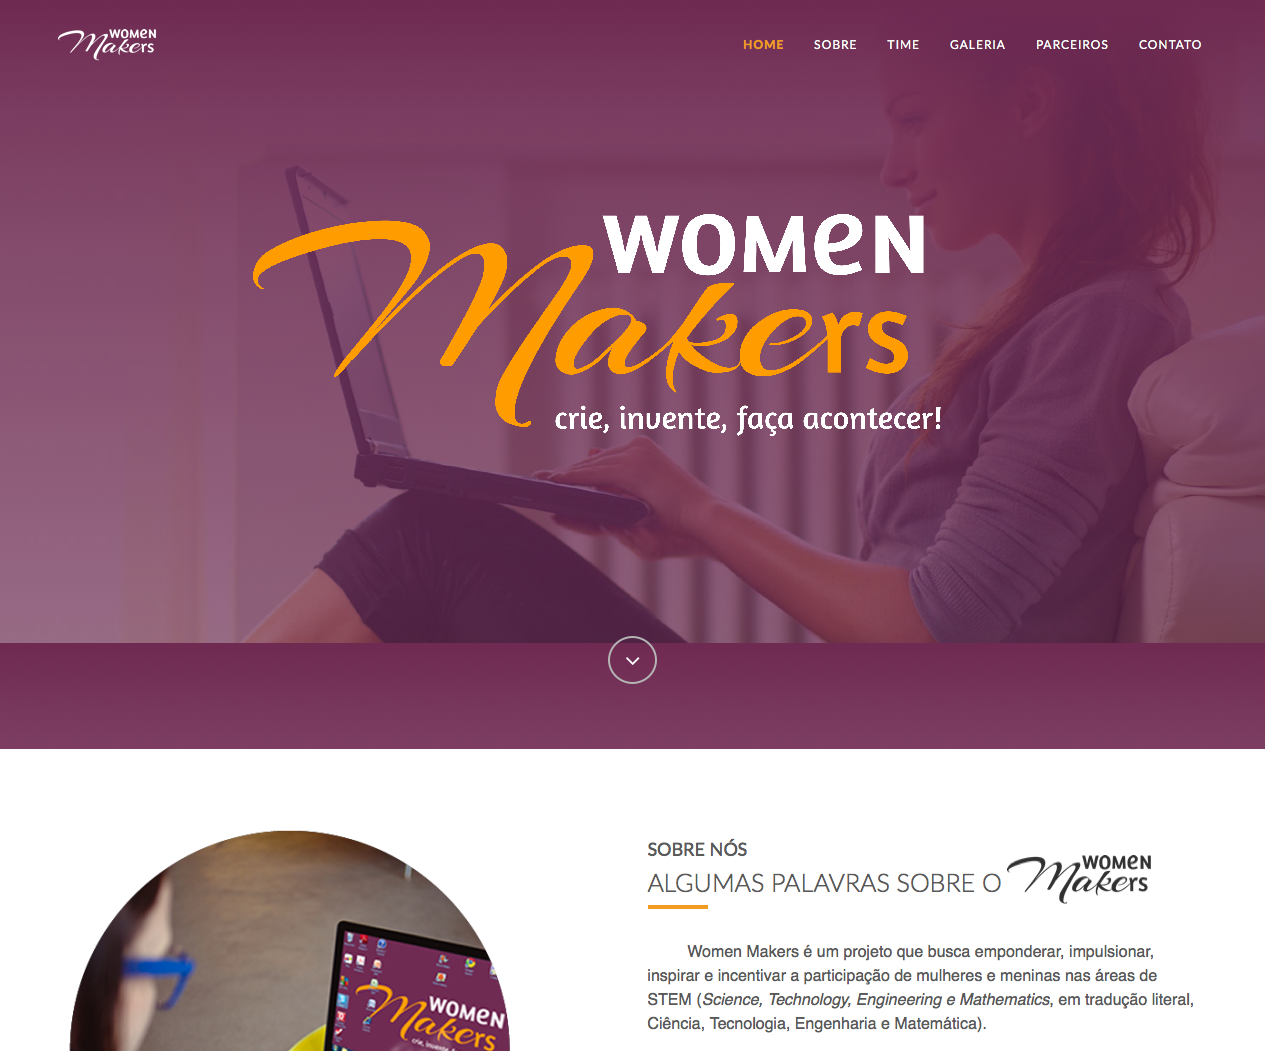 WOMEN
Makers
HOME SOBRE TIME GALERIA PARCEIROS CONTATO
WOMEN
Makers
crie, invente, faça acontecer!
SOBRE NÓS
ALGUMAS PALAVRAS SOBRE O WOMEN Makers
Women Makers é um projeto que busca emponderar, impulsionar,
inspirar e incentivar a participação de mulheres e meninas nas áreas de
STEM (Science, Technology, Engineering e Mathematics, em tradução literal,
Ciência, Tecnologia, Engenharia e Matemática).
WOMEN
Makers